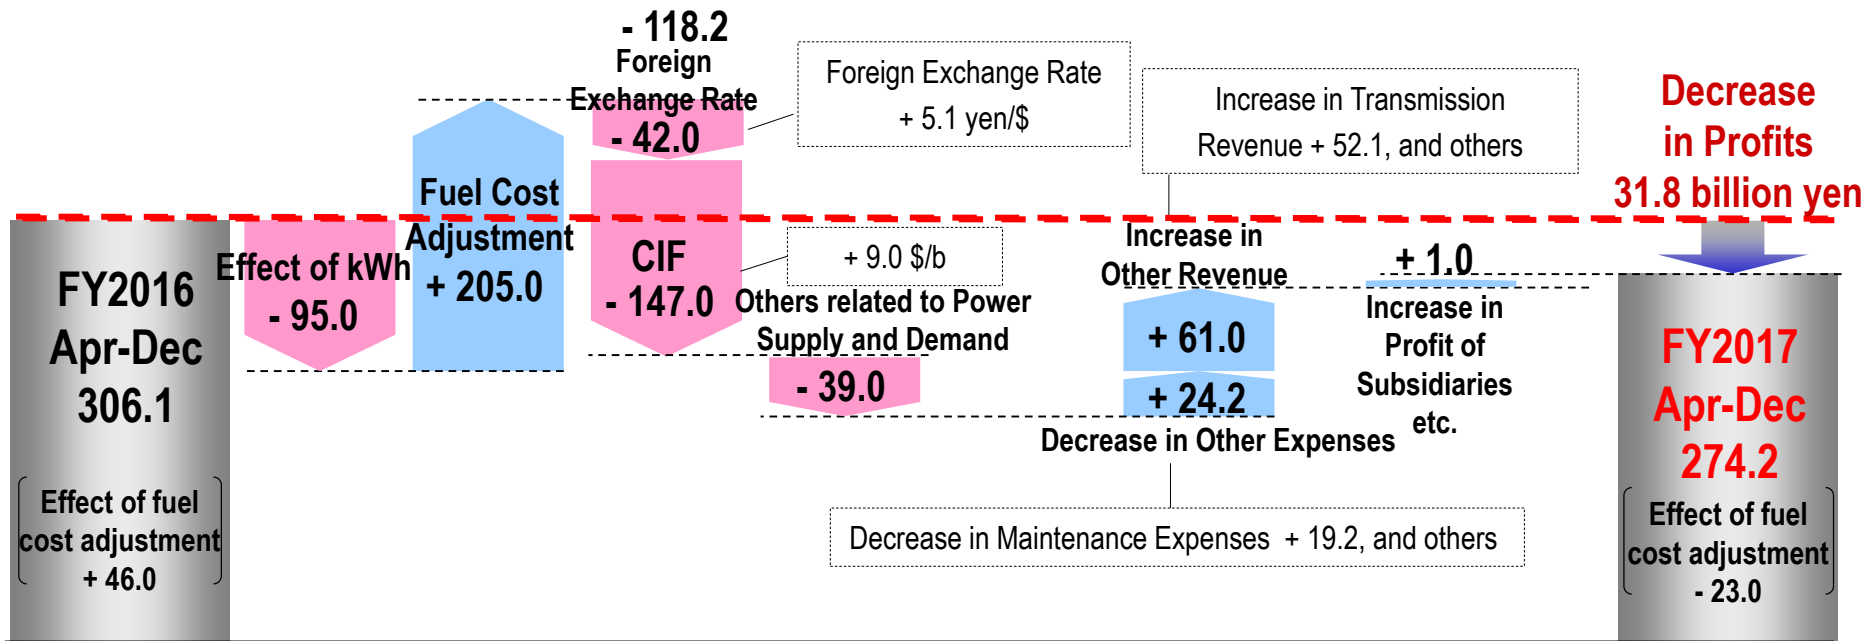 - 118.2
Foreign
Exchange Rate
- 42.0
Foreign Exchange Rate
+ 5.1 yen/$
Increase in Transmission
Revenue + 52.1, and others
Decrease
in Profits
31.8 billion yen
FY2016
Apr-Dec
306.1
Effect of fuel
cost adjustment
+ 46.0
Effect of kWh
- 95.0
Fuel Cost
Adjustment
+ 205.0
CIF
- 147.0
+ 9.0 $/b
Others related to Power
Supply and Demand
- 39.0
Increase in
Other Revenue
+ 61.0
+ 24.2
Decrease in Other Expenses
Decrease in Maintenance Expenses + 19.2, and others
+ 1.0
Increase in
Profit of
Subsidiaries
etc.
FY2017
Apr-Dec
274.2
Effect of fuel
cost adjustment
- 23.0